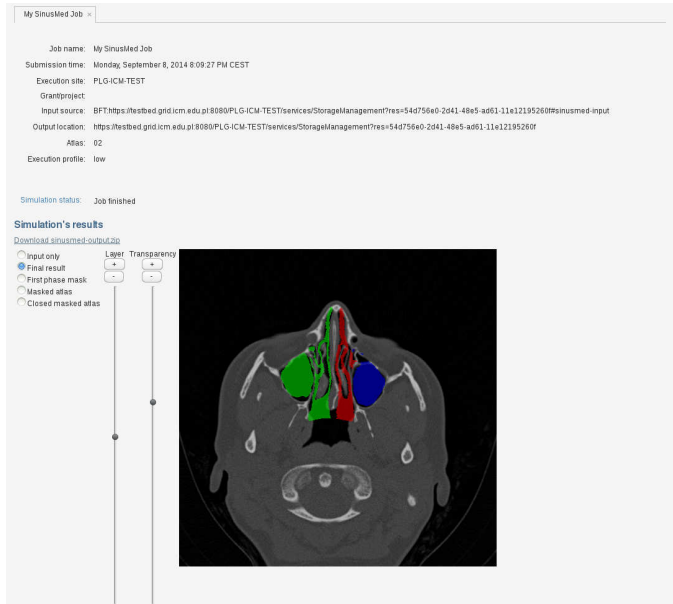 My SinusMed Job ×
Job name: My SinusMed Job
Submission time: Monday, September 8, 2014 8:09:27 PM CEST
Execution site: PLG-ICM-TEST
Grant/project:
Input source: BFT:https://testbed.grid.icm.edu.pl:8080/PLG-ICM-TEST/services/StorageManagement?res=54d756e0-2d41-48e5-ad61-11e12195260f#sinusmed-input
Output location: https://testbed.grid.icm.edu.pl:8080/PLG-ICM-TEST/services/StorageManagement?res=54d756e0-2d41-48e5-ad61-11e12195260f
Atlas: 02
Execution profile: low
Simulation status: Job finished
Simulation's results
Download sinusmed-output.zip
Input only
Final result
First phase mask
Masked atlas
Closed masked atlas
Layer Transparency
+ +
- -